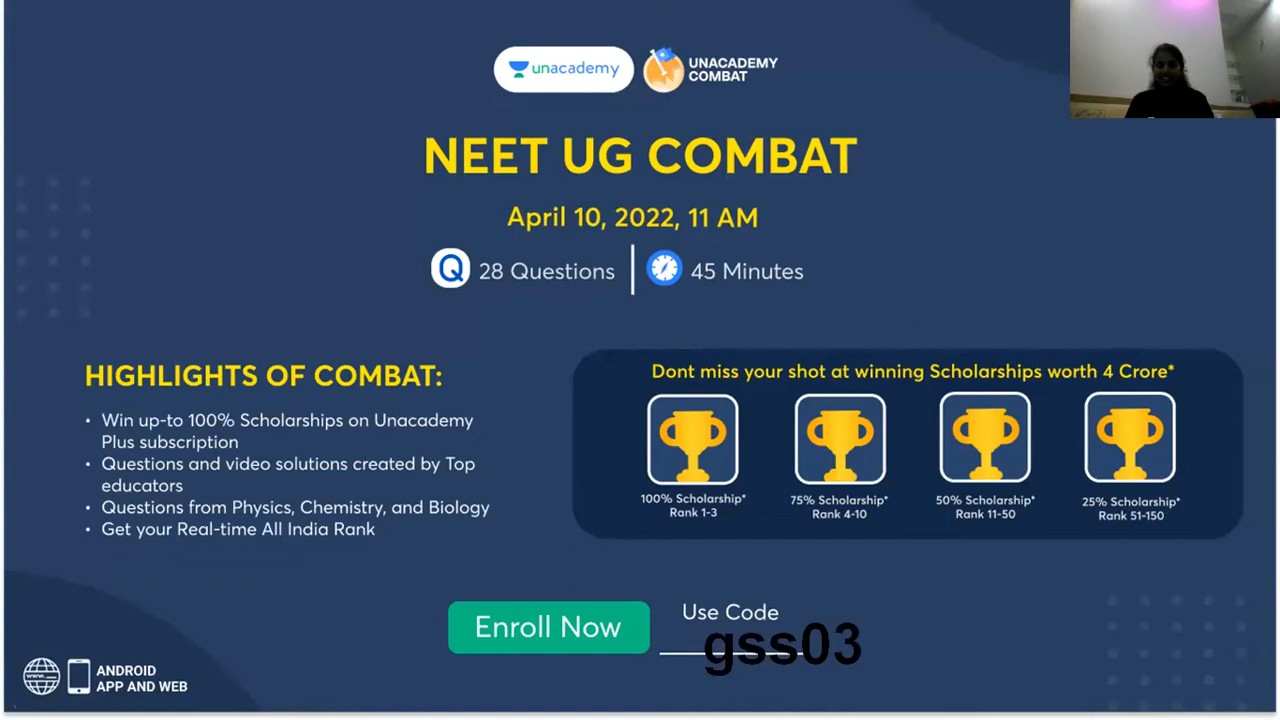 unacademy
UNACADEMY
COMBAT
NEET UG COMBAT
April 10, 2022, 11 AM
Q 28 Questions
45 Minutes
HIGHLIGHTS OF COMBAT:
• Win up-to 100% Scholarships on Unacademy
Plus subscription
• Questions and video solutions created by Top
educators
• Questions from Physics, Chemistry, and Biology
• Get your Real-time All India Rank
Dont miss your shot at winning Scholarships worth 4 Crore*
100% Scholarship*
Rank 1-3
75% Scholarship*
Rank 4-10
50% Scholarship*
Rank 11-50
25% Scholarship*
Rank 51-150
Enroll Now
Use Code
gss03
www.
ANDROID
APP AND WEB